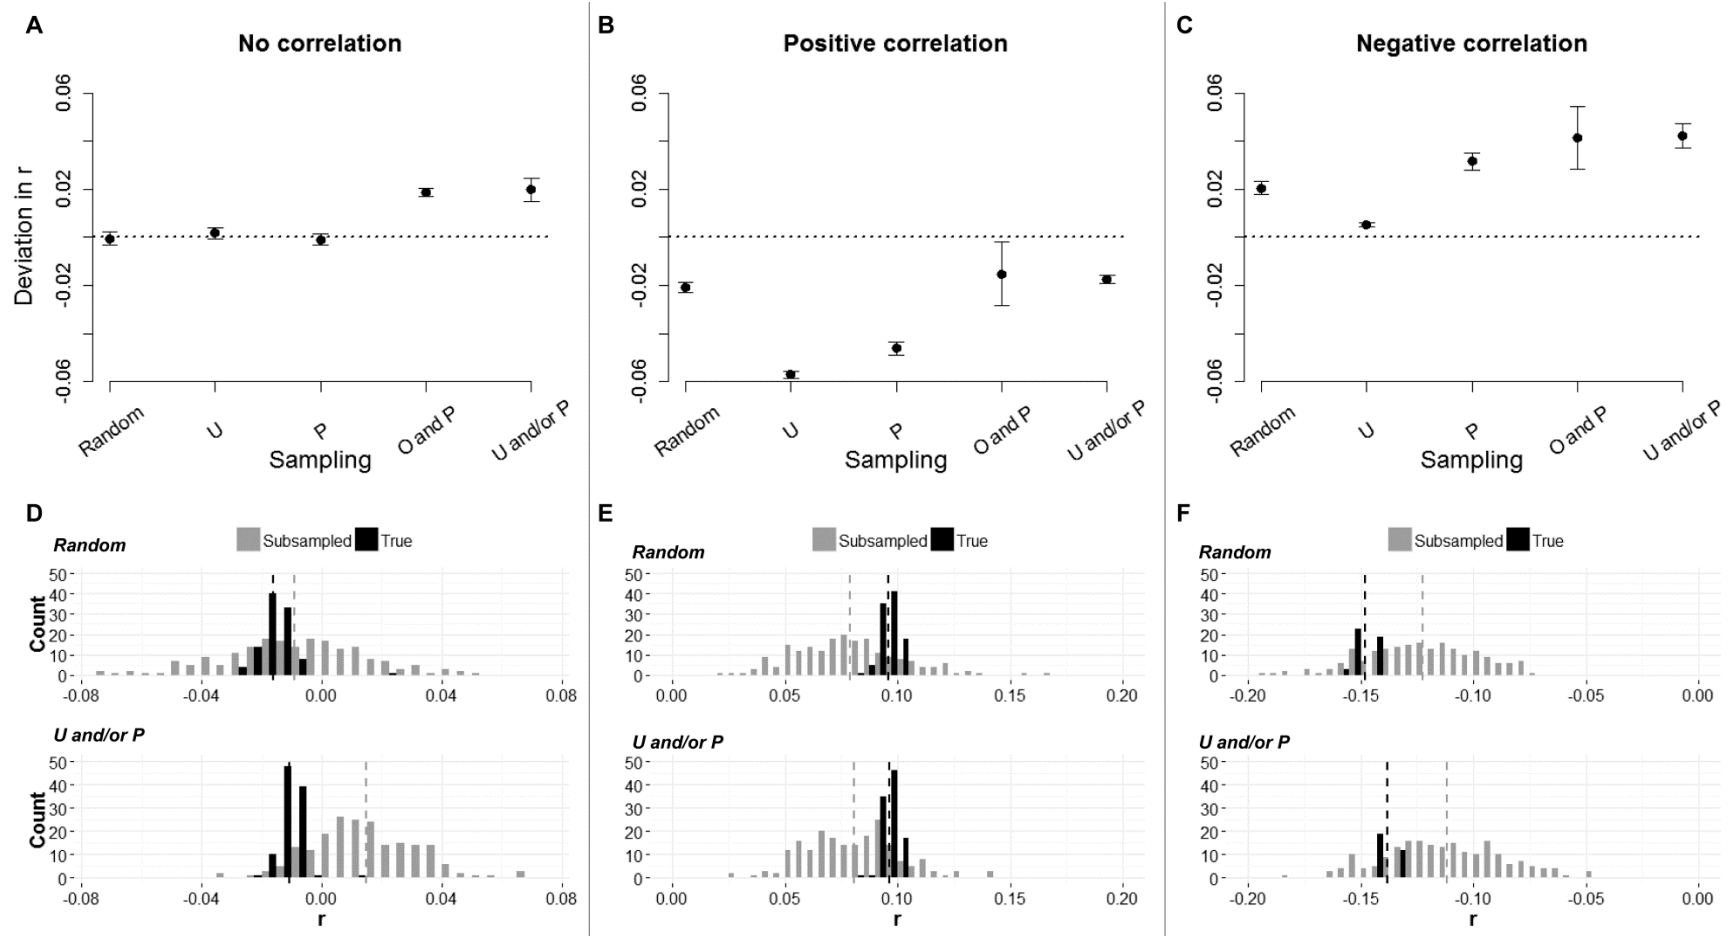 A
No correlation
Deviation in r
0.06
0.02
-0.02
-0.06
Random
U
P
O and P
U and/or P
Sampling
B
Positive correlation
0.06
0.02
-0.02
-0.06
Random
U
P
O and P
U and/or P
Sampling
C
Negative correlation
0.06
0.02
-0.02
-0.06
Random
U
P
O and P
U and/or P
Sampling
D
Subsampled True
Random
Count
50
40
30
20
10
0
-0.08 -0.04 0.00 0.04 0.08
U and/or P
Count
50
40
30
20
10
0
-0.08 -0.04 0.00 0.04 0.08
r
E
Subsampled True
Random
50
40
30
20
10
0
0.00 0.05 0.10 0.15 0.20
U and/or P
50
40
30
20
10
0
0.00 0.05 0.10 0.15 0.20
r
F
Subsampled True
Random
50
40
30
20
10
0
-0.20 -0.15 -0.10 -0.05 0.00
U and/or P
50
40
30
20
10
0
-0.20 -0.15 -0.10 -0.05 0.00
r